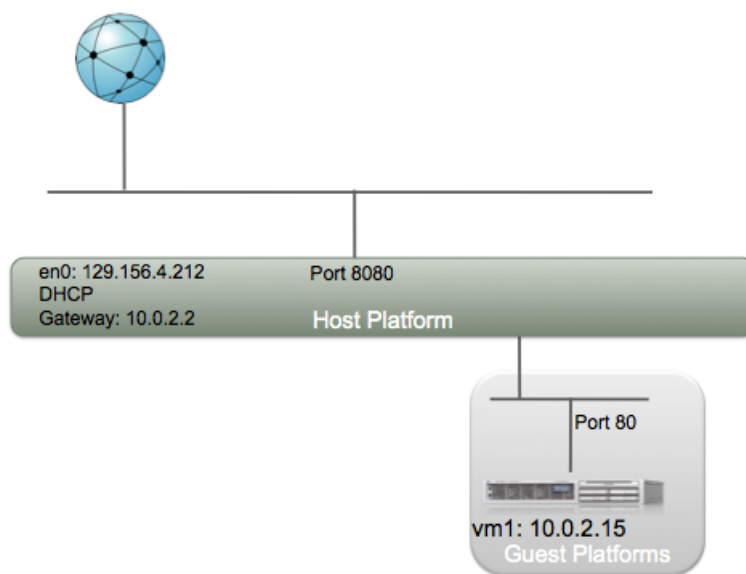 en0: 129.156.4.212
Port 8080
DHCP
Gateway: 10.0.2.2
Host Platform
Port 80
vm1: 10.0.2.15
Guest Platforms